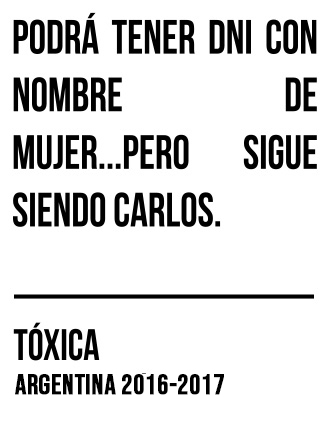 PODRÁ TENER DNI CON
NOMBRE DE
MUJER...PERO SIGUE
SIENDO CARLOS.
TÓXICA
ARGENTINA 2016-2017